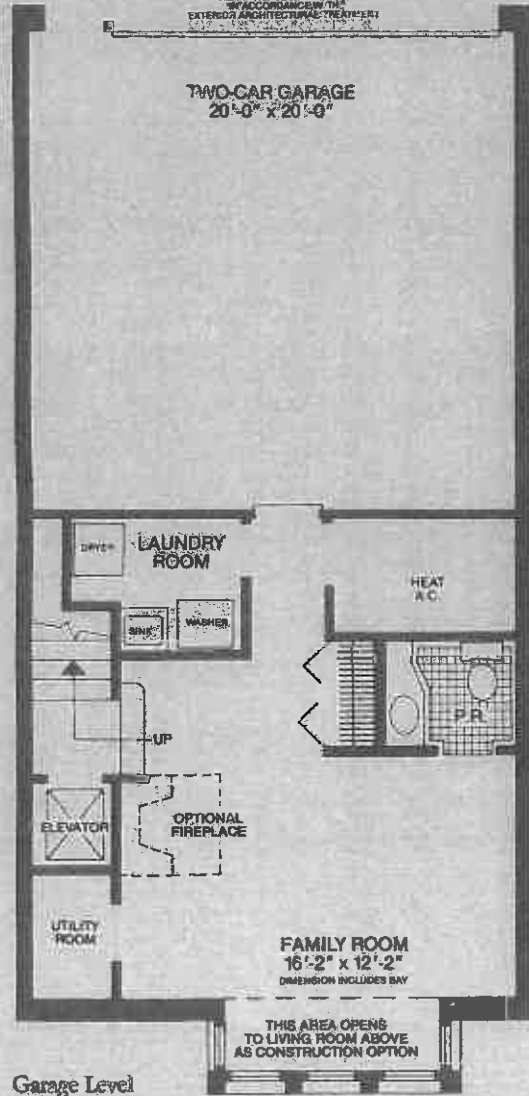 IN ACCORDANCE W/ THE
EXTERIOR ARCHITECTURAL TREATMENT
TWO-CAR GARAGE
20'-0" x 20'-0"
DRYER
LAUNDRY
ROOM
SINK
WASHER
HEAT
A.C.
P.R.
UP
OPTIONAL
FIREPLACE
ELEVATOR
UTILITY
ROOM
FAMILY ROOM
16'-2" x 12'-2"
DIMENSION INCLUDES BAY
THIS AREA OPENS
TO LIVING ROOM ABOVE
AS CONSTRUCTION OPTION
Garage Level